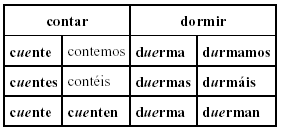 contar dormir
cuente contemos duerma durmamos
cuentes contéis duermas durmáis
cuente cuenten duerma duerman